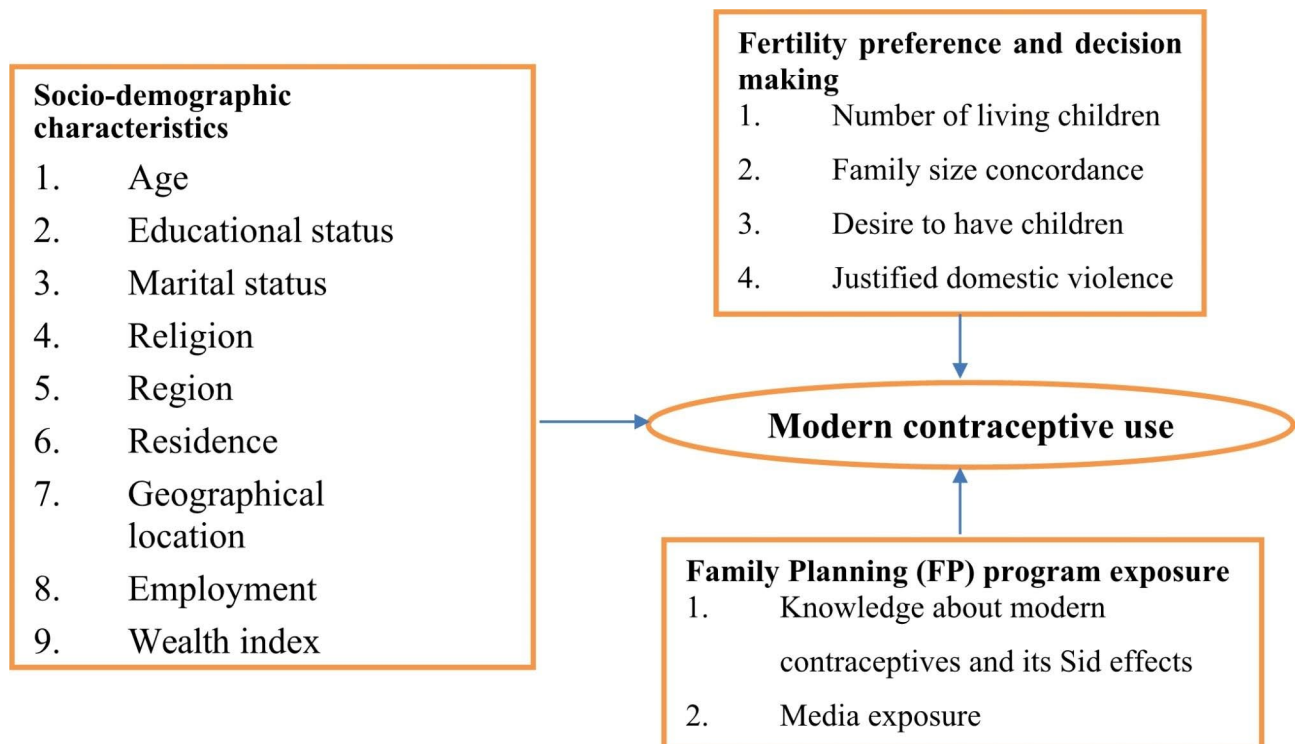 Socio-demographic
characteristics
1. Age
2. Educational status
3. Marital status
4. Religion
5. Region
6. Residence
7. Geographical
location
8. Employment
9. Wealth index
Fertility preference and decision
making
1. Number of living children
2. Family size concordance
3. Desire to have children
4. Justified domestic violence
Modern contraceptive use
Family Planning (FP) program exposure
1. Knowledge about modern
contraceptives and its Sid effects
2. Media exposure